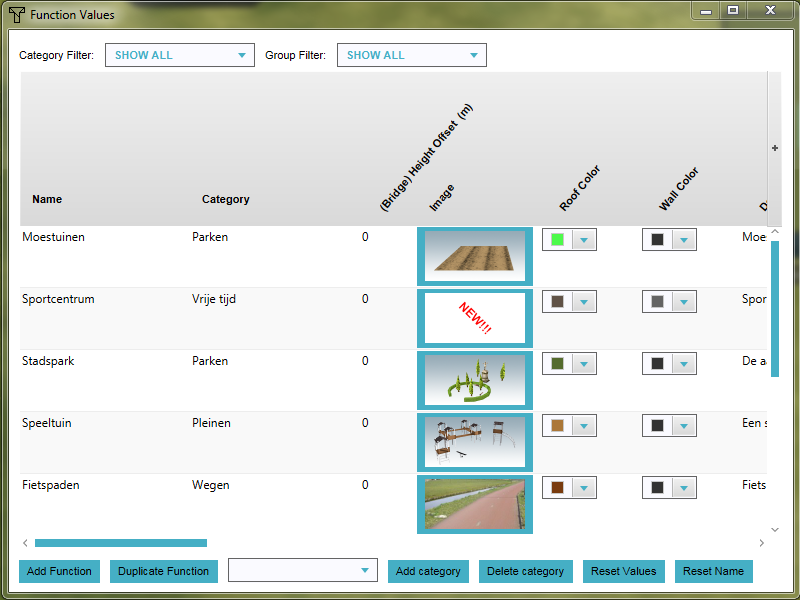 Function Values
Category Filter: SHOW ALL Group Filter: SHOW ALL
Name Category (Bridge) Height Offset (m) Image Roof Color Wall Color
+
Moestuinen Parken 0 Moe
Sportcentrum Vrije tijd 0 NEW!!! Spor
Stadspark Parken 0 De a
Speeltuin Pleinen 0 Een s
Fietspaden Wegen 0 Fiets
Add Function Duplicate Function Add category Delete category Reset Values Reset Name